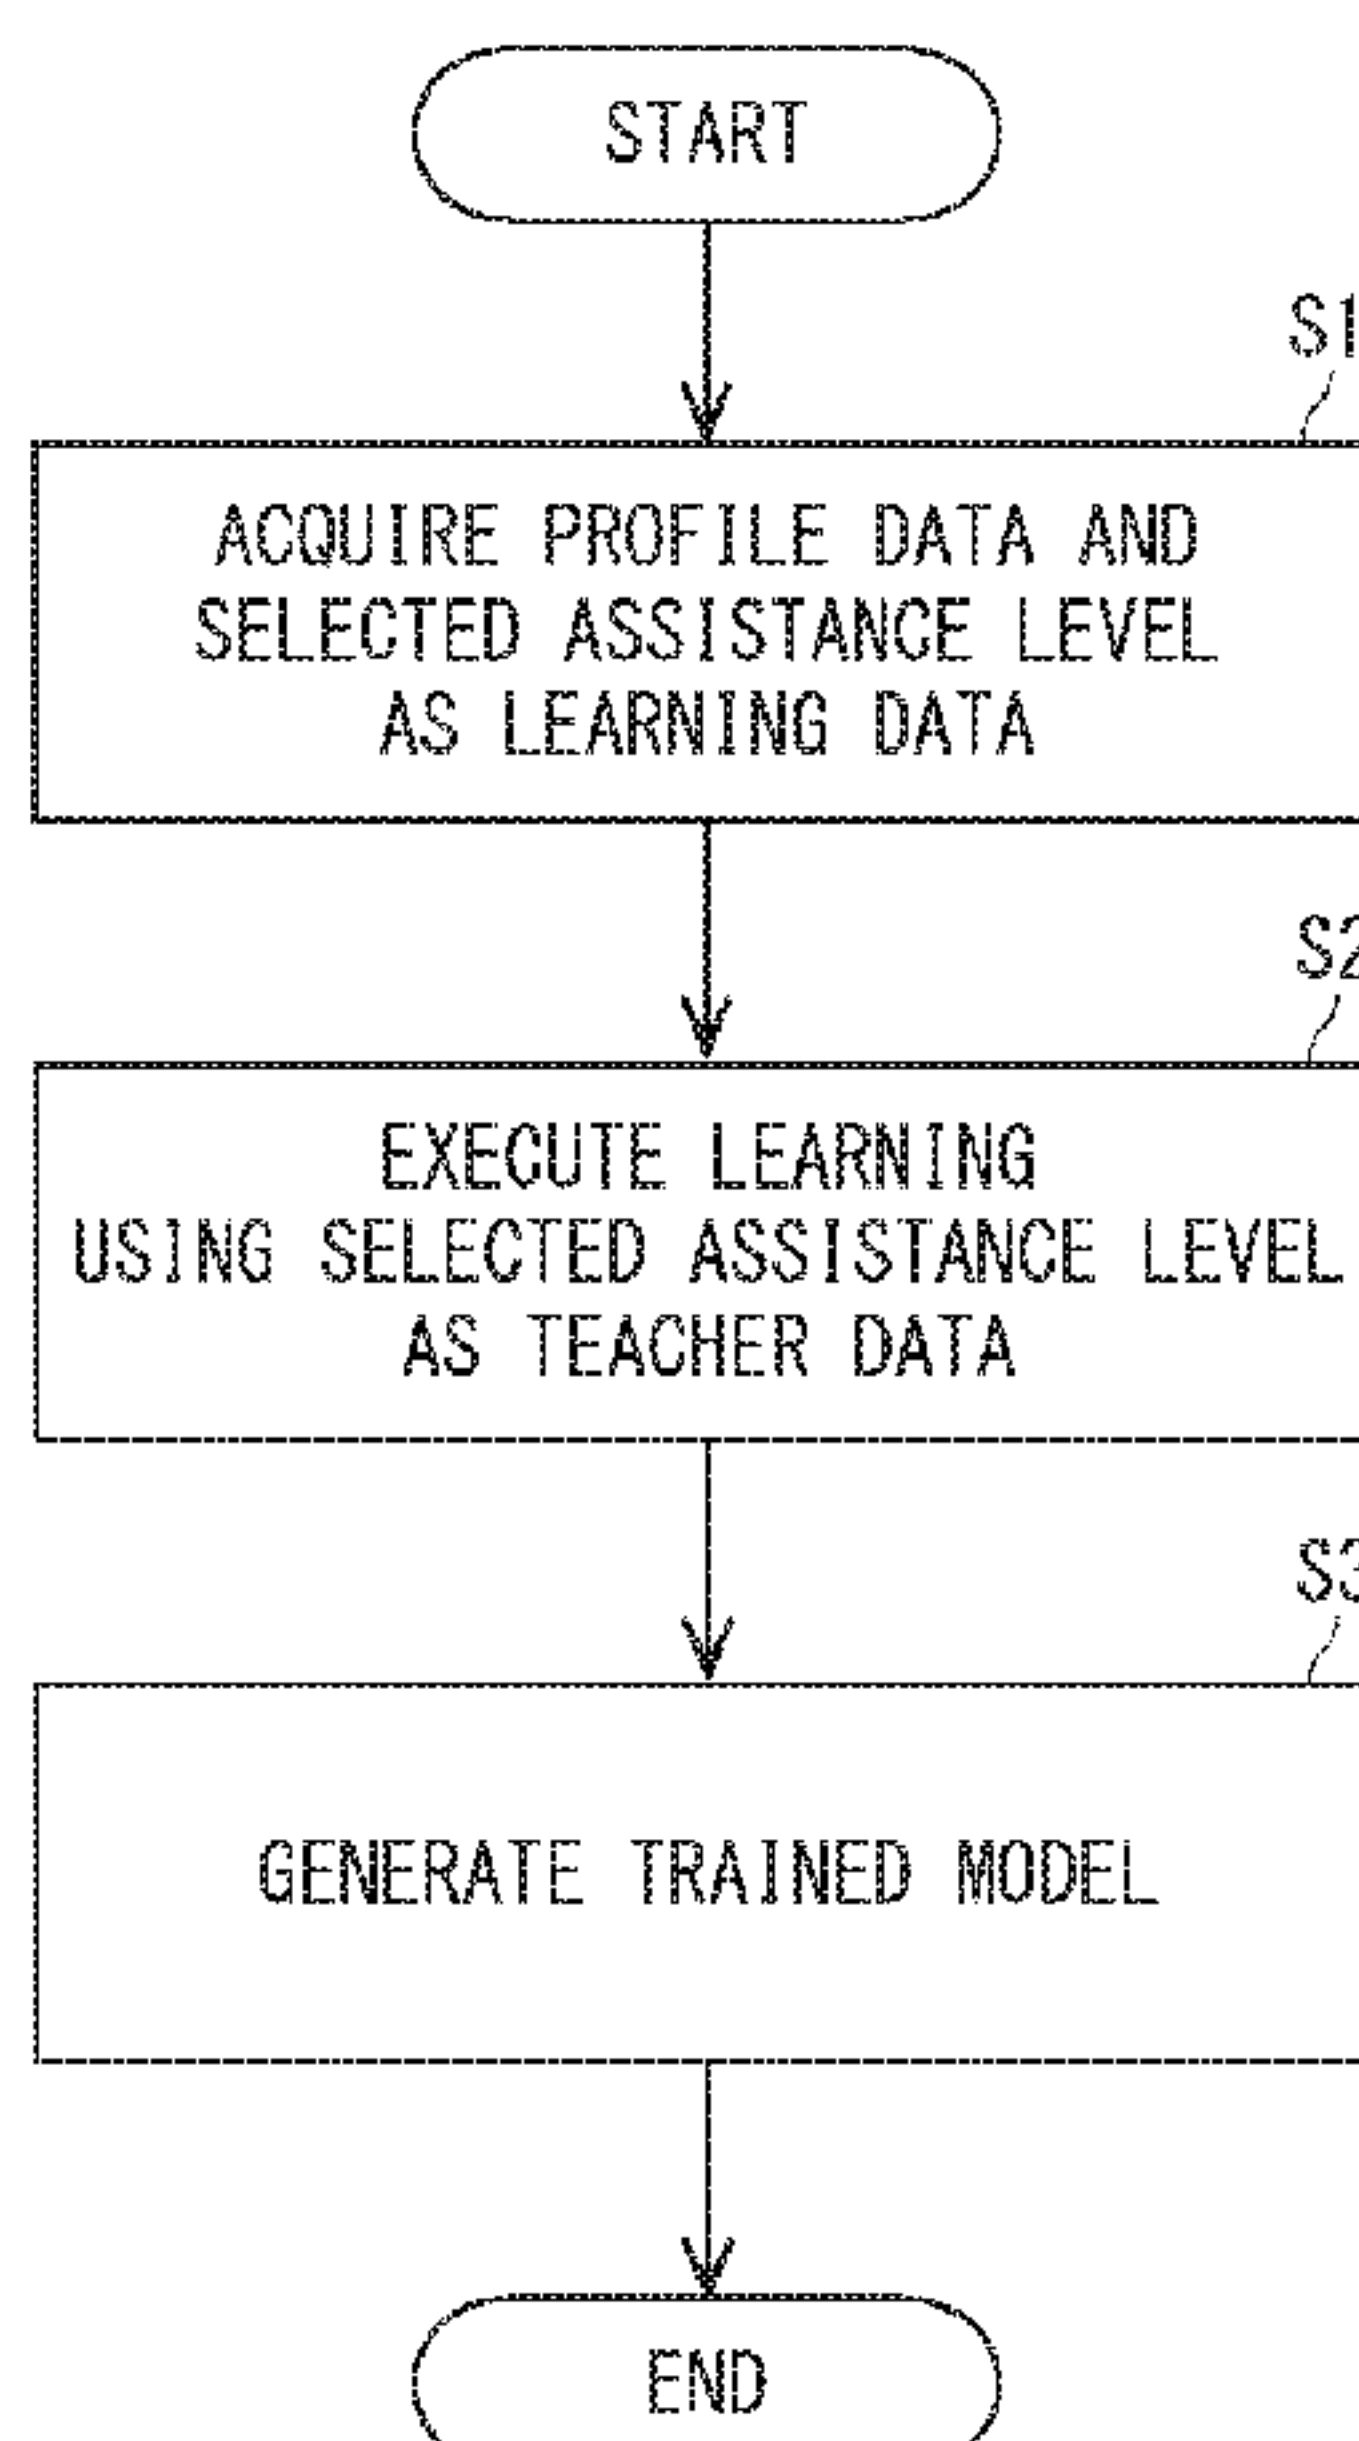 START
S1
ACQUIRE PROFILE DATA AND
SELECTED ASSISTANCE LEVEL
AS LEARNING DATA
S2
EXECUTE LEARNING
USING SELECTED ASSISTANCE LEVEL
AS TEACHER DATA
S3
GENERATE TRAINED MODEL
END